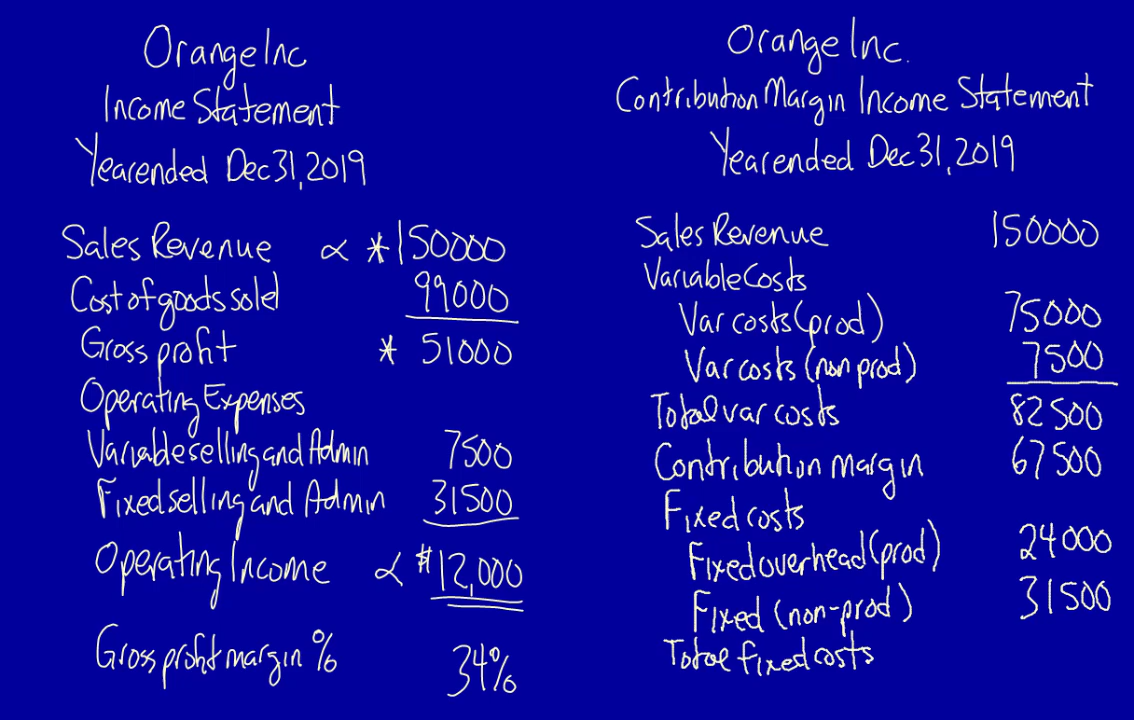 Orange Inc
Income Statement
Year ended Dec 31, 2019
Sales Revenue ∝ * 150000
Cost of goods sold 99000
Gross profit * 51000
Operating Expenses
Variable selling and Admin 7500
Fixed selling and Admin 31500
Operating Income ∝ $12,000
Gross profit margin % 34%
Orange Inc.
Contribution Margin Income Statement
Year ended Dec 31, 2019
Sales Revenue 150000
Variable Costs
Var costs (prod) 75000
Var costs (non prod) 7500
Total var costs 82500
Contribution margin 67500
Fixed costs
Fixed overhead (prod) 24000
Fixed (non-prod) 31500
Total fixed costs